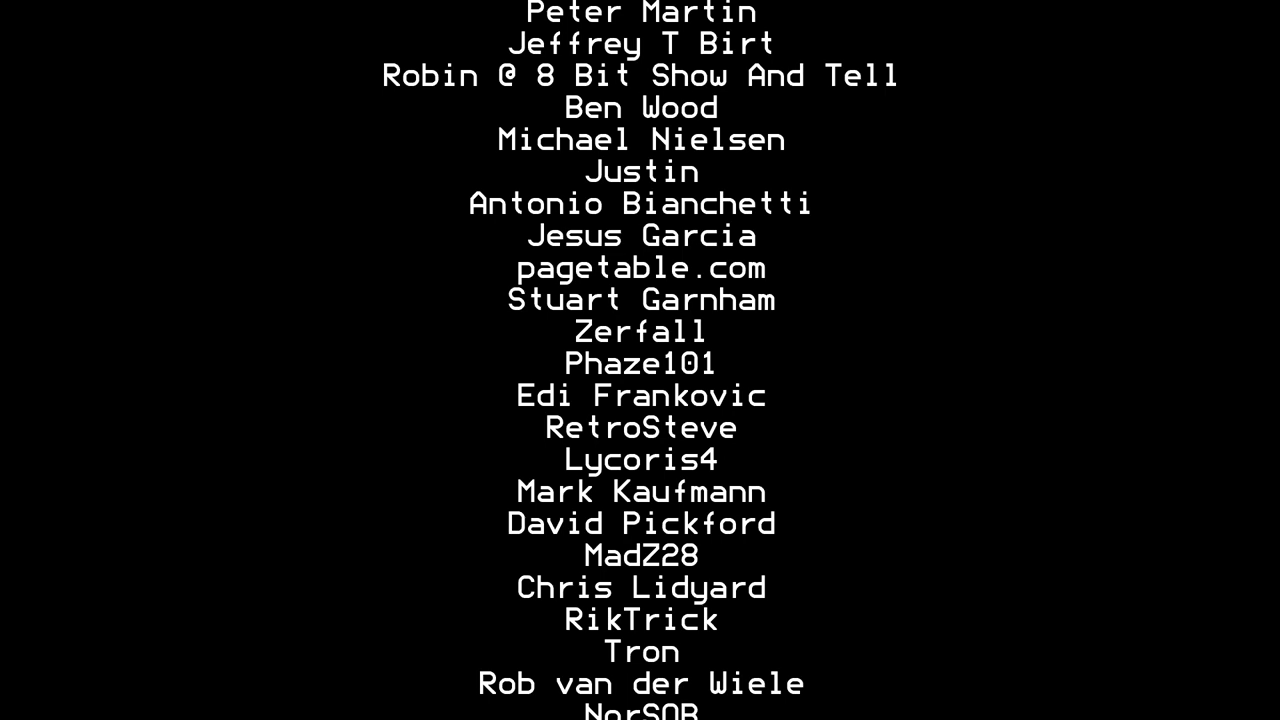 Peter Martin
Jeffrey T Birt
Robin @ 8 Bit Show And Tell
Ben Wood
Michael Nielsen
Justin
Antonio Bianchetti
Jesus Garcia
pagetable.com
Stuart Garnham
Zerfall
Phaze101
Edi Frankovic
RetroSteve
Lycoris4
Mark Kaufmann
David Pickford
MadZ28
Chris Lidyard
RikTrick
Tron
Rob van der Wiele